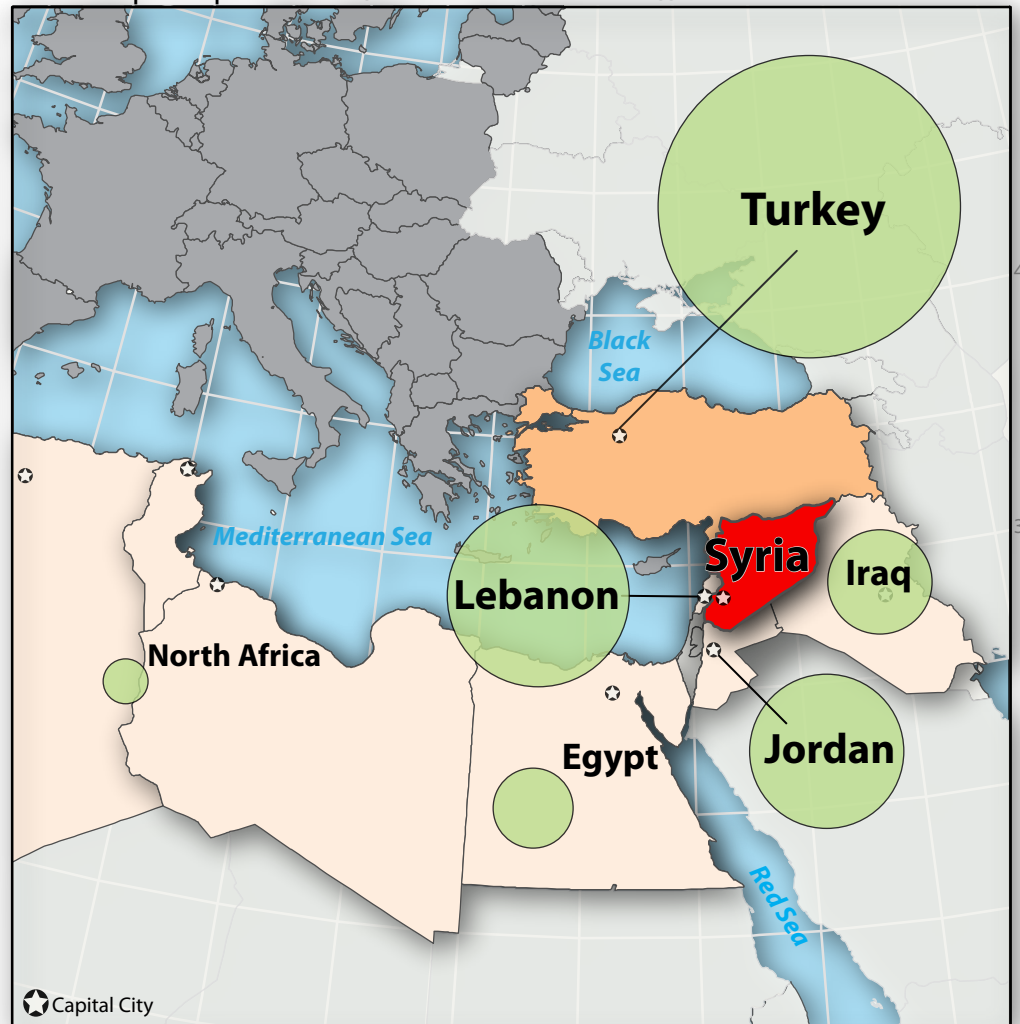 Turkey
Black
Sea
Mediterranean Sea
Syria
Iraq
Lebanon
North Africa
Egypt
Jordan
Red Sea
Capital City